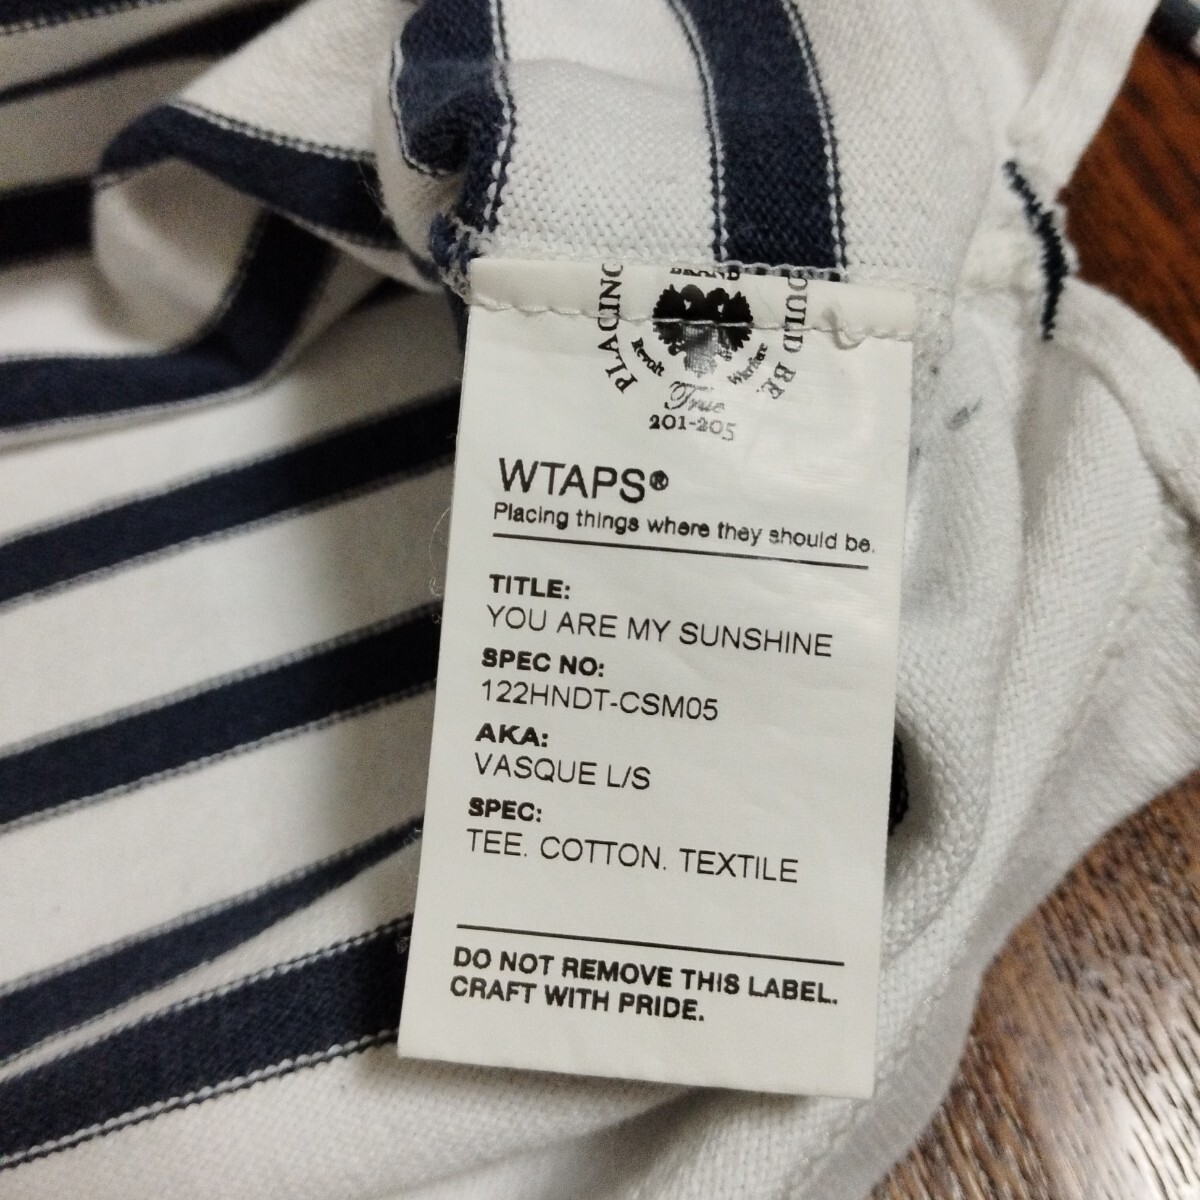 BRAND
PLACING
OULD BE.
Revolt
Warfare
True
201-205
WTAPS®
Placing things where they should be.
TITLE:
YOU ARE MY SUNSHINE
SPEC NO:
122HNDT-CSM05
AKA:
VASQUE L/S
SPEC:
TEE. COTTON. TEXTILE
DO NOT REMOVE THIS LABEL.
CRAFT WITH PRIDE.